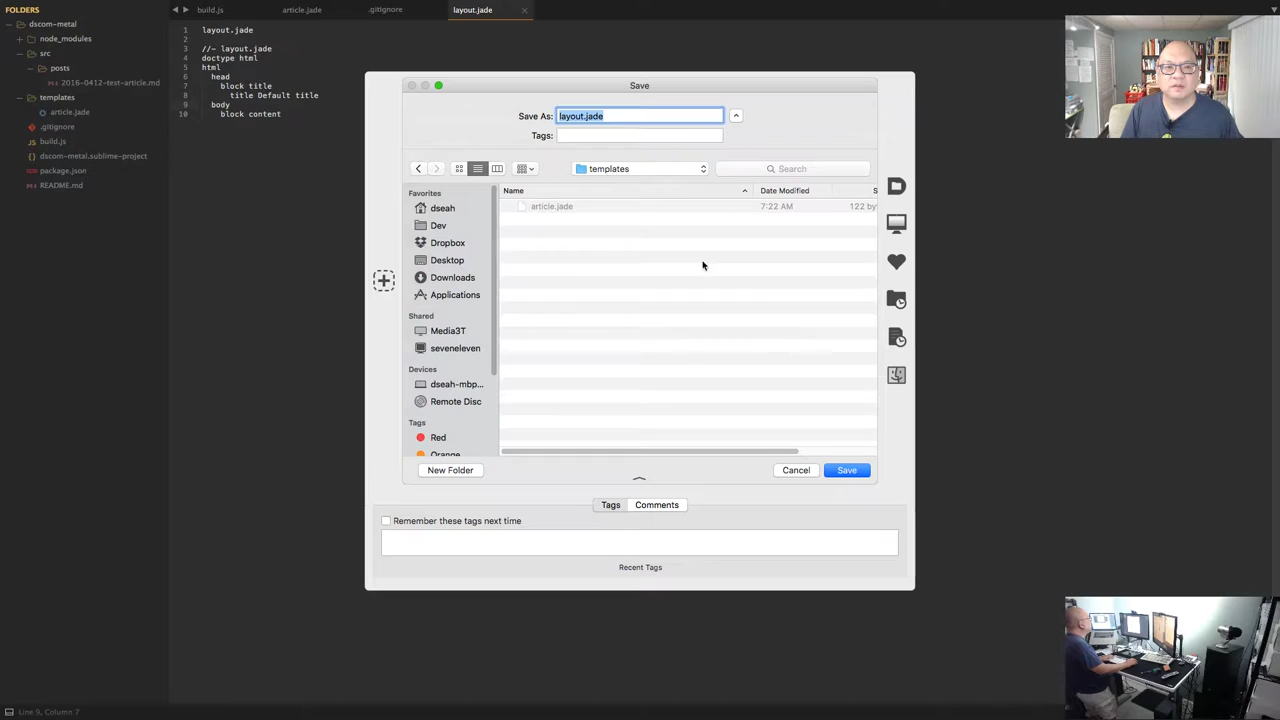 FOLDERS
dscom-metal
node_modules
src
posts
2016-0412-test-article.md
templates
article.jade
.gitignore
build.js
dscom-metal.sublime-project
package.json
README.md
build.js
article.jade
.gitignore
layout.jade
1 layout.jade
2
3 //- layout.jade
4 doctype html
5 html
6 head
7 block title
8 title Default title
9 body
10 block content
Save
Save As: layout.jade
Tags:
templates
Search
Favorites
dseah
Dev
Dropbox
Desktop
Downloads
Applications
Shared
Media3T
seveneleven
Devices
dseah-mbp...
Remote Disc
Tags
Red
Orange
Name Date Modified S
article.jade 7:22 AM 122 by
New Folder
Cancel
Save
Tags Comments
Remember these tags next time
Recent Tags
Line 9, Column 7